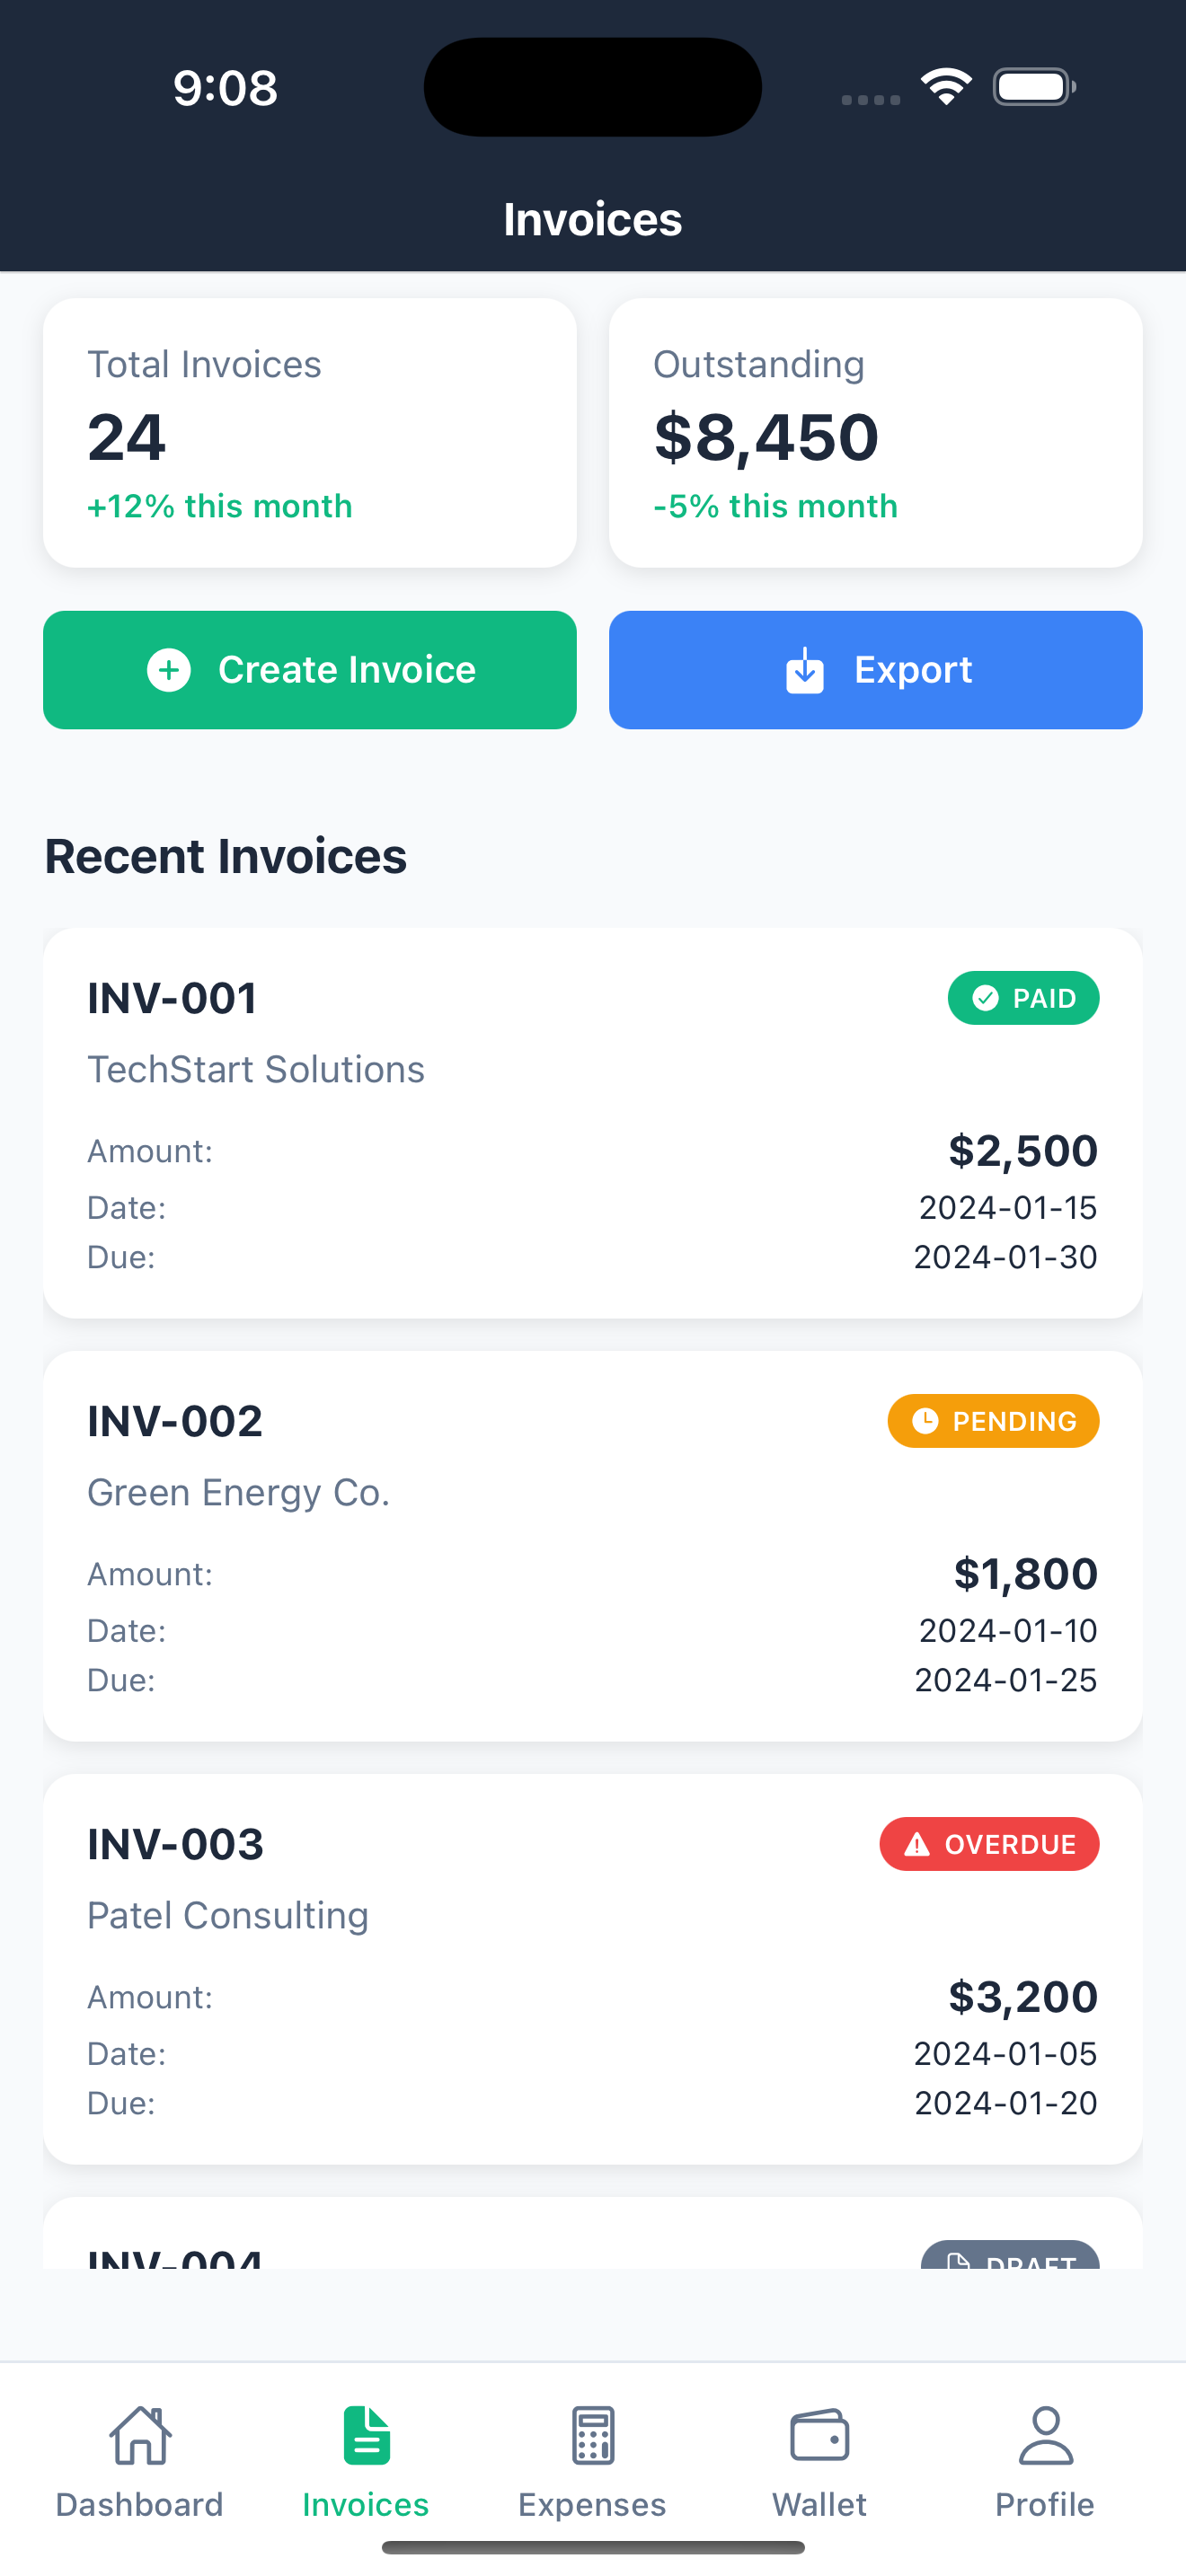 9:08
Invoices
Total Invoices
24
+12% this month
Outstanding
$8,450
-5% this month
Create Invoice
Export
Recent Invoices
INV-001
PAID
TechStart Solutions
Amount: $2,500
Date: 2024-01-15
Due: 2024-01-30
INV-002
PENDING
Green Energy Co.
Amount: $1,800
Date: 2024-01-10
Due: 2024-01-25
INV-003
OVERDUE
Patel Consulting
Amount: $3,200
Date: 2024-01-05
Due: 2024-01-20
INV-004
DRAFT
Dashboard
Invoices
Expenses
Wallet
Profile